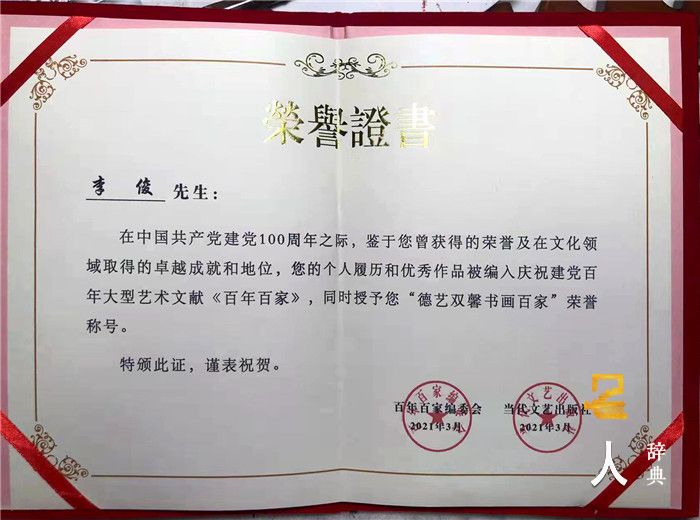 榮譽證書
李 俊 先生：
在中国共产党建党100周年之际，鉴于您曾获得的荣誉及在文化领
域取得的卓越成就和地位，您的个人履历和优秀作品被编入庆祝建党百
年大型艺术文献《百年百家》，同时授予您“德艺双馨书画百家”荣誉
称号。
特颁此证，谨表祝贺。
百年百家编委会 当代文艺出版社
2021年3月 2021年3月
人 辞典